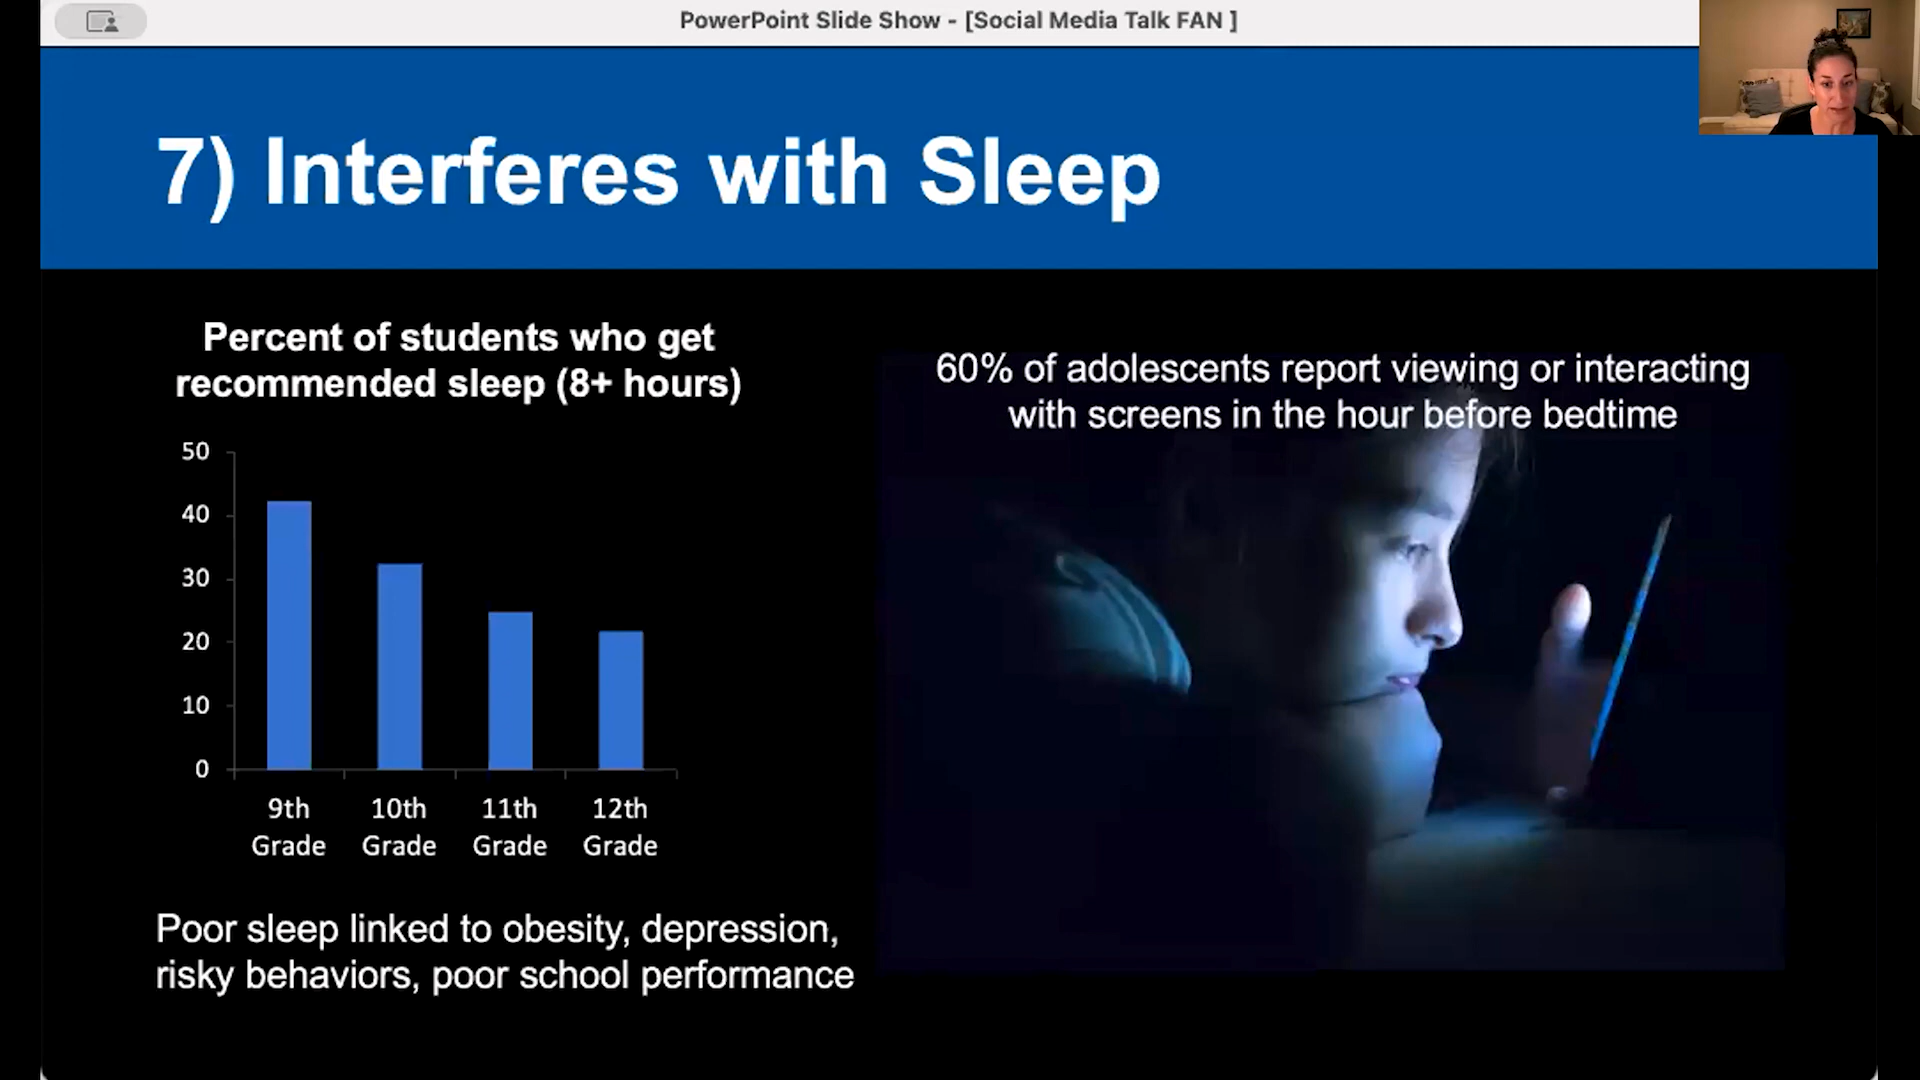 PowerPoint Slide Show - [Social Media Talk FAN ]
7) Interferes with Sleep
Percent of students who get
recommended sleep (8+ hours)
50
40
30
20
10
0
9th Grade
10th Grade
11th Grade
12th Grade
Poor sleep linked to obesity, depression,
risky behaviors, poor school performance
60% of adolescents report viewing or interacting
with screens in the hour before bedtime